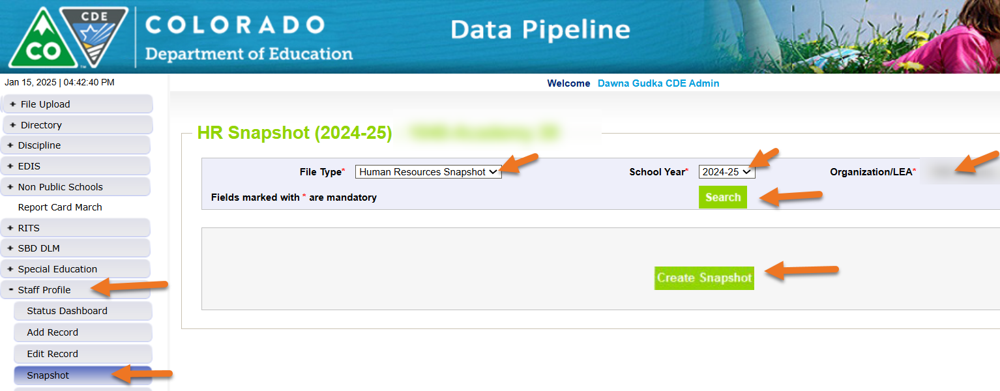 CO
™
CDE
COLORADO
Department of Education
Data Pipeline
Jan 15, 2025 | 04:42:40 PM
Welcome Dawna Gudka CDE Admin
+ File Upload
+ Directory
+ Discipline
+ EDIS
+ Non Public Schools
Report Card March
+ RITS
+ SBD DLM
+ Special Education
- Staff Profile
Status Dashboard
Add Record
Edit Record
Snapshot
HR Snapshot (2024-25)
File Type* Human Resources Snapshot School Year* 2024-25 Organization/LEA*
Fields marked with * are mandatory Search
Create Snapshot